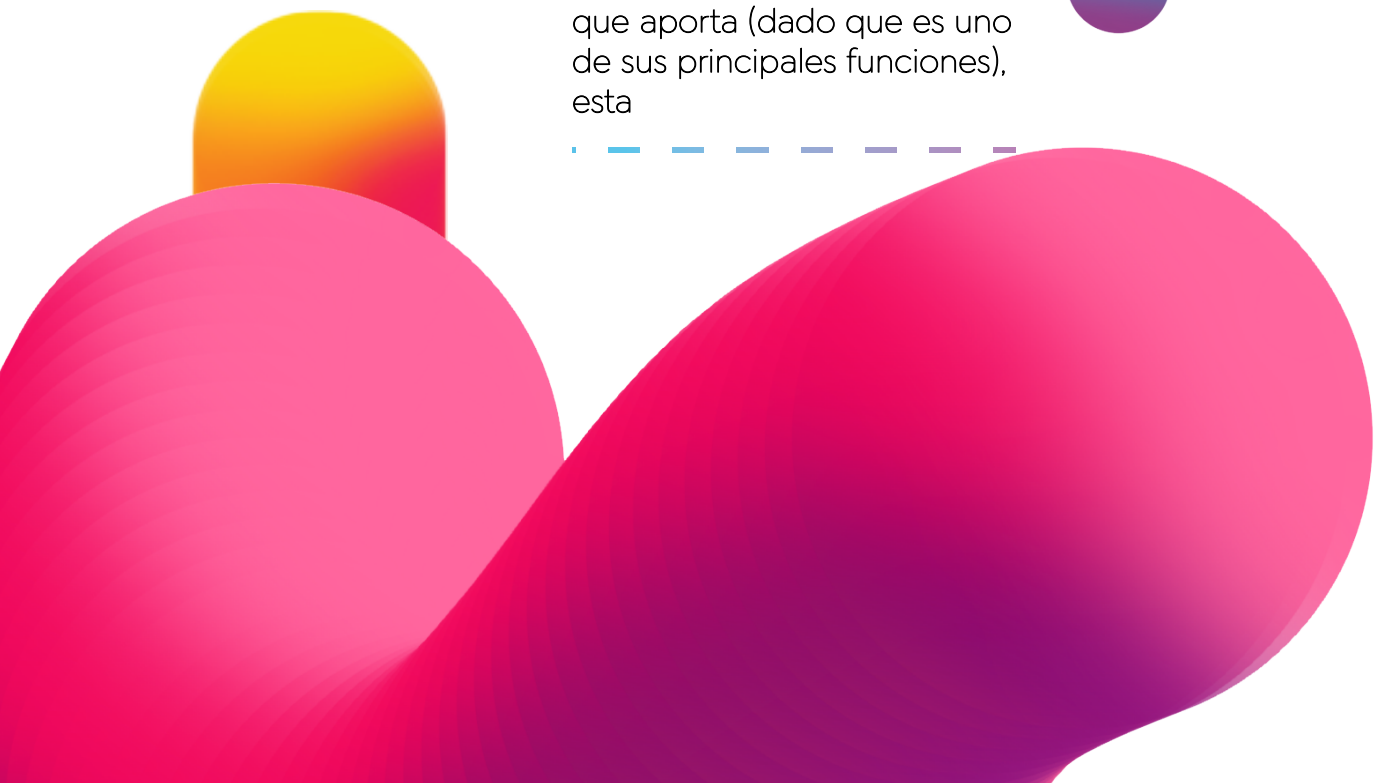 que aporta (dado que es uno
de sus principales funciones),
esta